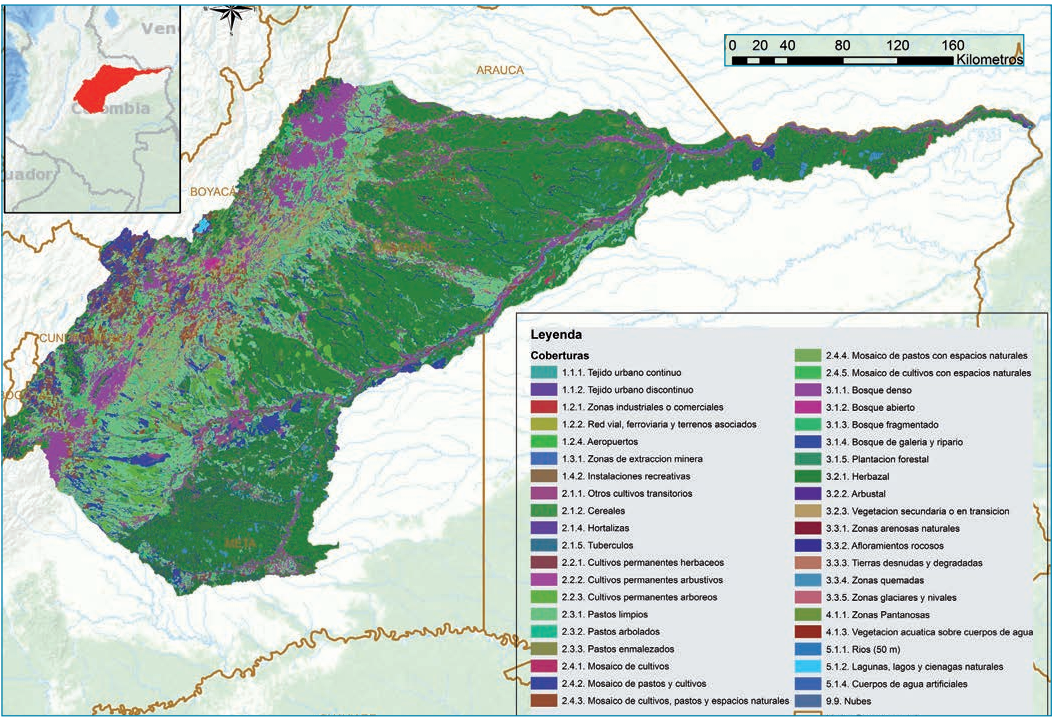 Colombia
ARAUCA
BOYACÁ
META
0 20 40 80 120 160
Kilometros
Leyenda
Coberturas
1.1.1. Tejido urbano continuo
1.1.2. Tejido urbano discontinuo
1.2.1. Zonas industriales o comerciales
1.2.2. Red vial, ferroviaria y terrenos asociados
1.2.4. Aeropuertos
1.3.1. Zonas de extraccion minera
1.4.2. Instalaciones recreativas
2.1.1. Otros cultivos transitorios
2.1.2. Cereales
2.1.4. Hortalizas
2.1.5. Tuberculos
2.2.1. Cultivos permanentes herbaceos
2.2.2. Cultivos permanentes arbustivos
2.2.3. Cultivos permanentes arboreos
2.3.1. Pastos limpios
2.3.2. Pastos arbolados
2.3.3. Pastos enmalezados
2.4.1. Mosaico de cultivos
2.4.2. Mosaico de pastos y cultivos
2.4.3. Mosaico de cultivos, pastos y espacios naturales
2.4.4. Mosaico de pastos con espacios naturales
2.4.5. Mosaico de cultivos con espacios naturales
3.1.1. Bosque denso
3.1.2. Bosque abierto
3.1.3. Bosque fragmentado
3.1.4. Bosque de galeria y ripario
3.1.5. Plantacion forestal
3.2.1. Herbazal
3.2.2. Arbustal
3.2.3. Vegetacion secundaria o en transicion
3.3.1. Zonas arenosas naturales
3.3.2. Afloramientos rocosos
3.3.3. Tierras desnudas y degradadas
3.3.4. Zonas quemadas
3.3.5. Zonas glaciares y nivales
4.1.1. Zonas Pantanosas
4.1.3. Vegetacion acuatica sobre cuerpos de agua
5.1.1. Rios (50 m)
5.1.2. Lagunas, lagos y cienagas naturales
5.1.4. Cuerpos de agua artificiales
9.9. Nubes